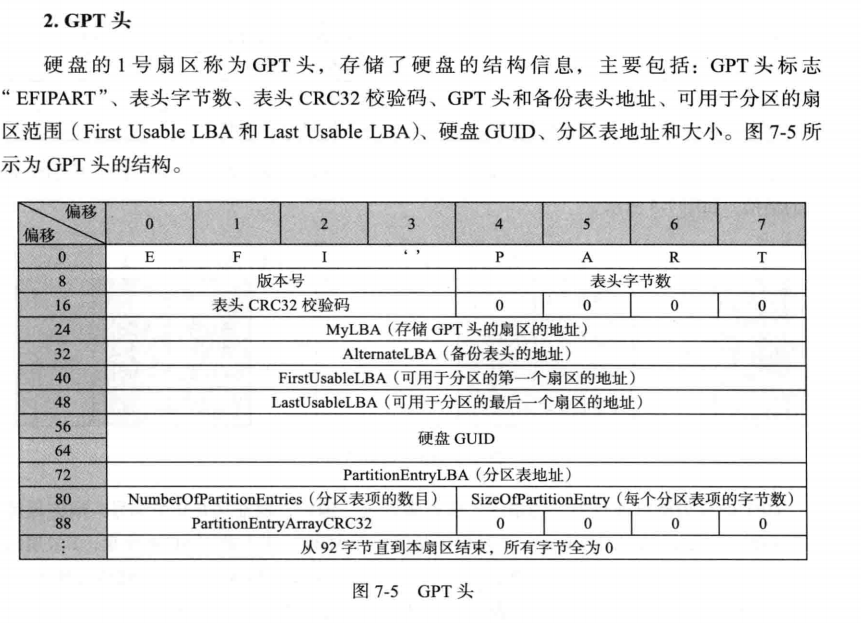 2. GPT 头
硬盘的 1 号扇区称为 GPT 头，存储了硬盘的结构信息，主要包括：GPT 头标志
“ EFIPART”、表头字节数、表头 CRC32 校验码、GPT 头和备份表头地址、可用于分区的扇
区范围（First Usable LBA 和 Last Usable LBA）、硬盘 GUID、分区表地址和大小。图 7-5 所
示为 GPT 头的结构。
偏移 偏移 0 1 2 3 4 5 6 7
0 E F I ‘ ’ P A R T
8 版本号 表头字节数
16 表头 CRC32 校验码 0 0 0 0
24 MyLBA（存储 GPT 头的扇区的地址）
32 AlternateLBA（备份表头的地址）
40 FirstUsableLBA（可用于分区的第一个扇区的地址）
48 LastUsableLBA（可用于分区的最后一个扇区的地址）
56 硬盘 GUID
64
72 PartitionEntryLBA（分区表地址）
80 NumberOfPartitionEntries（分区表项的数目） SizeOfPartitionEntry（每个分区表项的字节数）
88 PartitionEntryArrayCRC32 0 0 0 0
⋮ 从 92 字节直到本扇区结束，所有字节全为 0
图 7-5 GPT 头